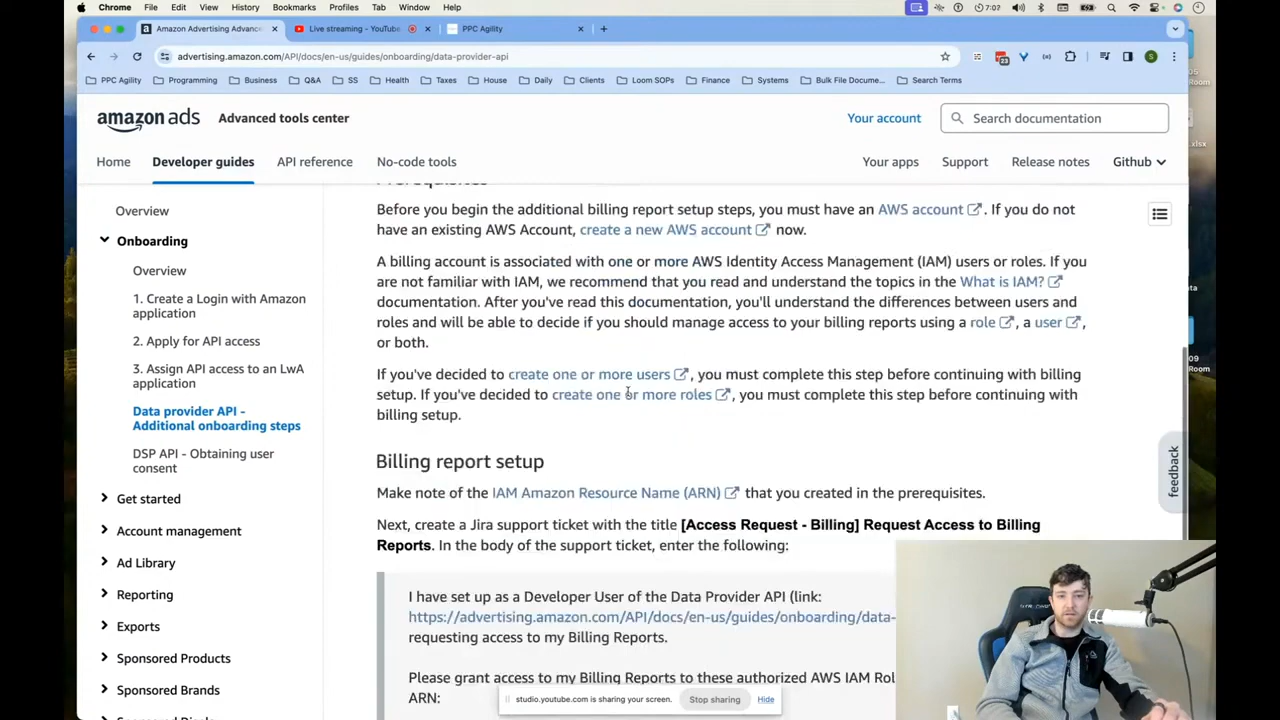 Chrome File Edit View History Bookmarks Profiles Tab Window Help
7:02
Amazon Advertising Advanc
Live streaming - YouTube
PPC Agility
advertising.amazon.com/API/docs/en-us/guides/onboarding/data-provider-api
23
S
PPC Agility Programming Business Q&A SS Health Taxes House Daily Clients Loom SOPs Finance Systems Bulk File Docume... Search Terms
05
Room
.xlsx
09
Room
amazon ads Advanced tools center
Your account Search documentation
Home Developer guides API reference No-code tools
Your apps Support Release notes Github
Overview
Onboarding
Overview
1. Create a Login with Amazon
application
2. Apply for API access
3. Assign API access to an LwA
application
Data provider API -
Additional onboarding
steps
DSP API - Obtaining user
consent
Get started
Account management
Ad Library
Reporting
Exports
Sponsored Products
Sponsored Brands
Prerequisites
Before you begin the additional billing report setup steps, you must have an AWS account. If you do not
have an existing AWS Account, create a new AWS account now.
A billing account is associated with one or more AWS Identity Access Management (IAM) users or roles. If you
are not familiar with IAM, we recommend that you read and understand the topics in the What is IAM?
documentation. After you've read this documentation, you'll understand the differences between users and
roles and will be able to decide if you should manage access to your billing reports using a role, a user,
or both.
If you've decided to create one or more users, you must complete this step before continuing with billing
setup. If you've decided to create one or more roles, you must complete this step before continuing with
billing setup.
Billing report setup
Make note of the IAM Amazon Resource Name (ARN) that you created in the prerequisites.
Next, create a Jira support ticket with the title [Access Request - Billing] Request Access to Billing
Reports. In the body of the support ticket, enter the following:
I have set up as a Developer User of the Data Provider API (link:
https://advertising.amazon.com/API/docs/en-us/guides/onboarding/data-
requesting access to my Billing Reports.
Please grant access to my Billing Reports to these authorized AWS IAM Rol
ARN:
feedback
studio.youtube.com is sharing your screen. Stop sharing Hide